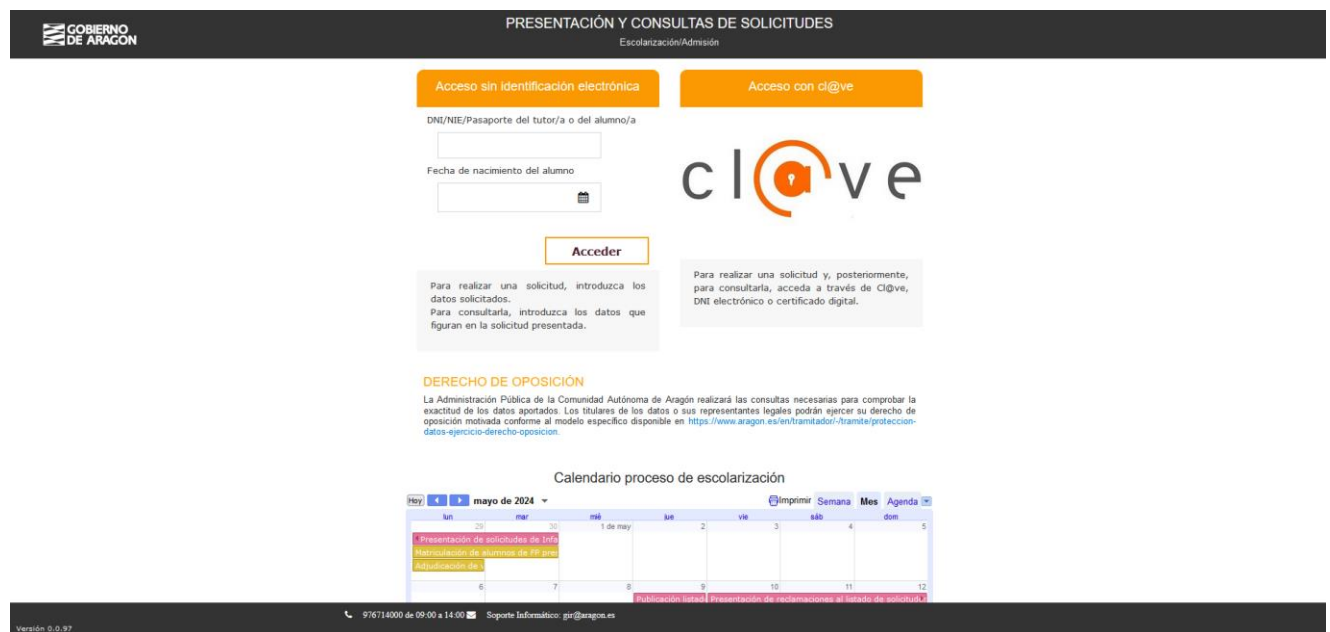 GOBIERNO
DE ARAGON
PRESENTACIÓN Y CONSULTAS DE SOLICITUDES
Escolarización/Admisión
Acceso sin identificación electrónica
DNI/NIE/Pasaporte del tutor/a o del alumno/a
Fecha de nacimiento del alumno
Acceder
Para realizar una solicitud, introduzca los
datos solicitados.
Para consultarla, introduzca los datos que
figuran en la solicitud presentada.
Acceso con cl@ve
cl@ve
Para realizar una solicitud y, posteriormente,
para consultarla, acceda a través de Cl@ve,
DNI electrónico o certificado digital.
DERECHO DE OPOSICIÓN
La Administración Pública de la Comunidad Autónoma de Aragón realizará las consultas necesarias para comprobar la
exactitud de los datos aportados. Los titulares de los datos o sus representantes legales podrán ejercer su derecho de
oposición motivada conforme al modelo específico disponible en https://www.aragon.es/en/tramitador/-/tramite/proteccion-
datos-ejercicio-derecho-oposicion.
Calendario proceso de escolarización
Hoy mayo de 2024 Imprimir Semana Mes Agenda
lun mar mié jue vie sáb dom
29 30 1 de may 2 3 4 5
Presentación de solicitudes de Infa
Matriculación de alumnos de FP pres
Adjudicación de
6 7 8 9 10 11 12
Publicación listad Presentación de reclamaciones al listado de solicitud
976714000 de 09:00 a 14:00 Soporte Informático: gir@aragon.es
Versión 0.0.97